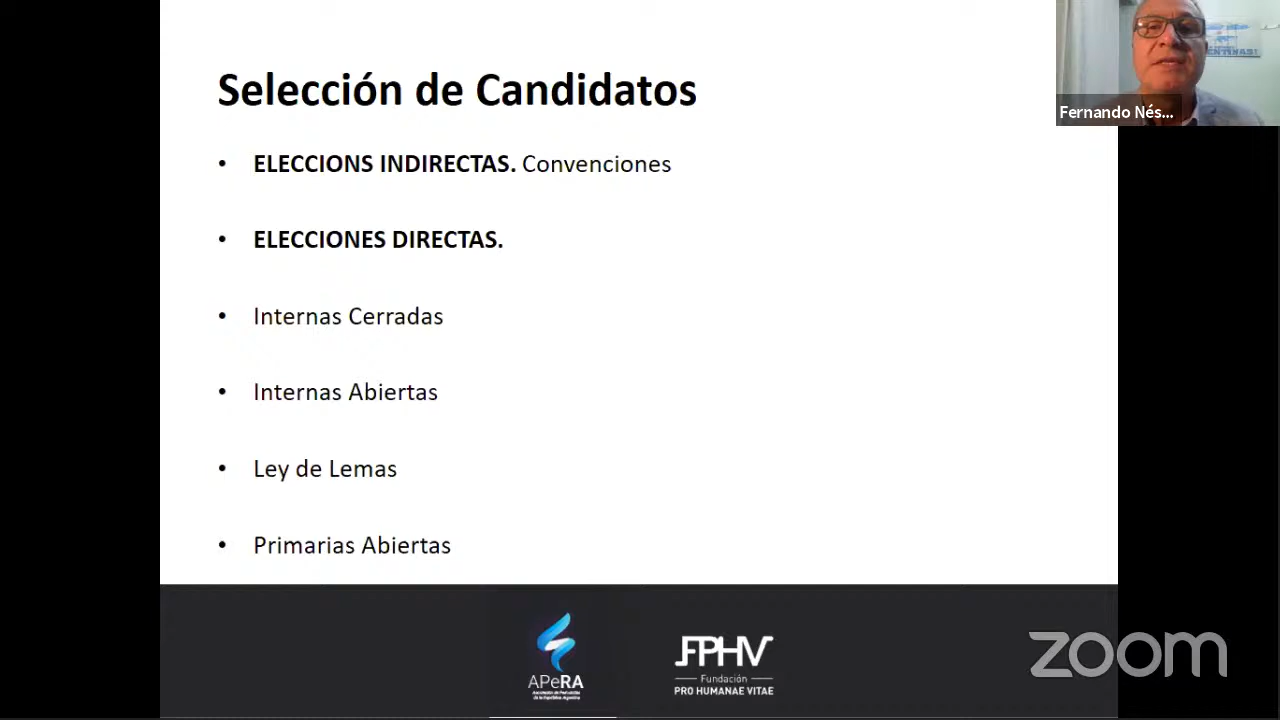 Selección de Candidatos
• ELECCIONS INDIRECTAS. Convenciones
• ELECCIONES DIRECTAS.
• Internas Cerradas
• Internas Abiertas
• Ley de Lemas
• Primarias Abiertas
Fernando Nés...
APeRA
FPHV
Fundación
PRO HUMANAE VITAE
zoom